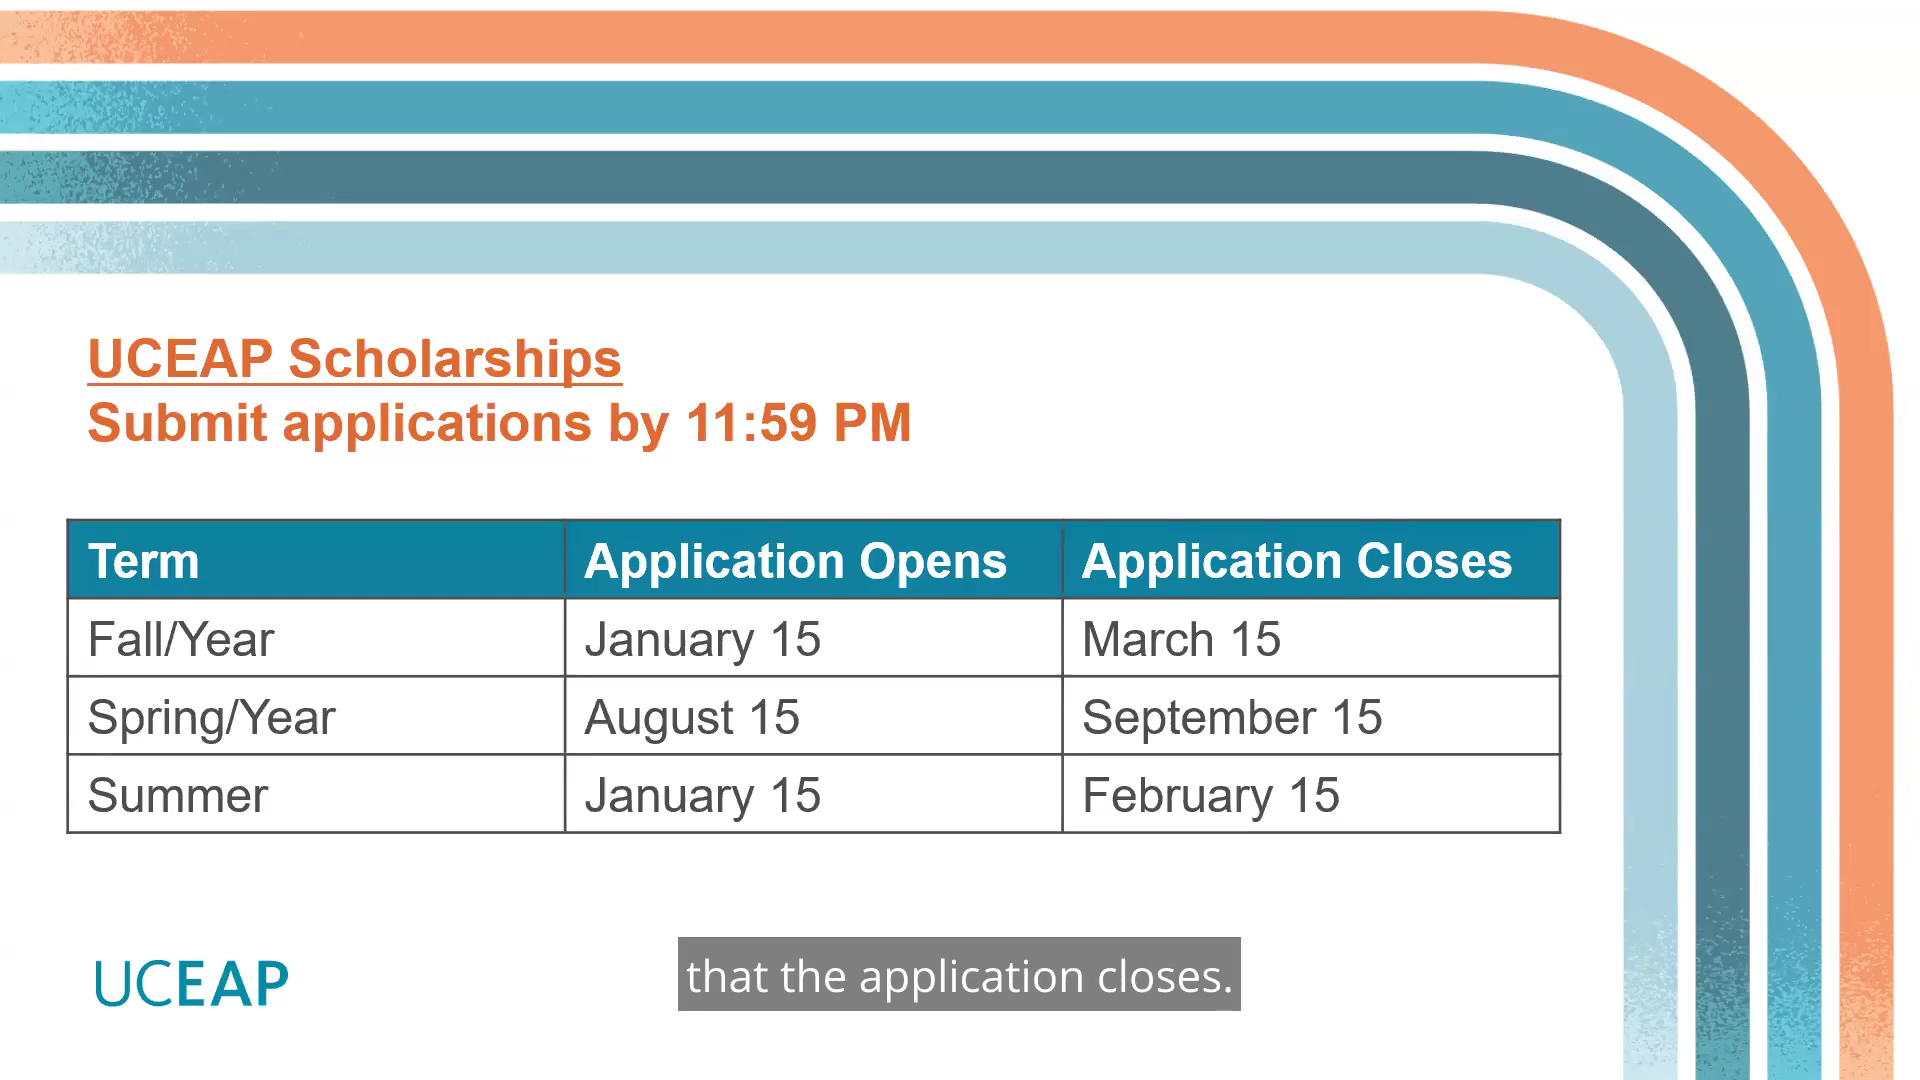 UCEAP Scholarships
Submit applications by 11:59 PM
Term Application Opens Application Closes
Fall/Year January 15 March 15
Spring/Year August 15 September 15
Summer January 15 February 15
UCEAP
that the application closes.